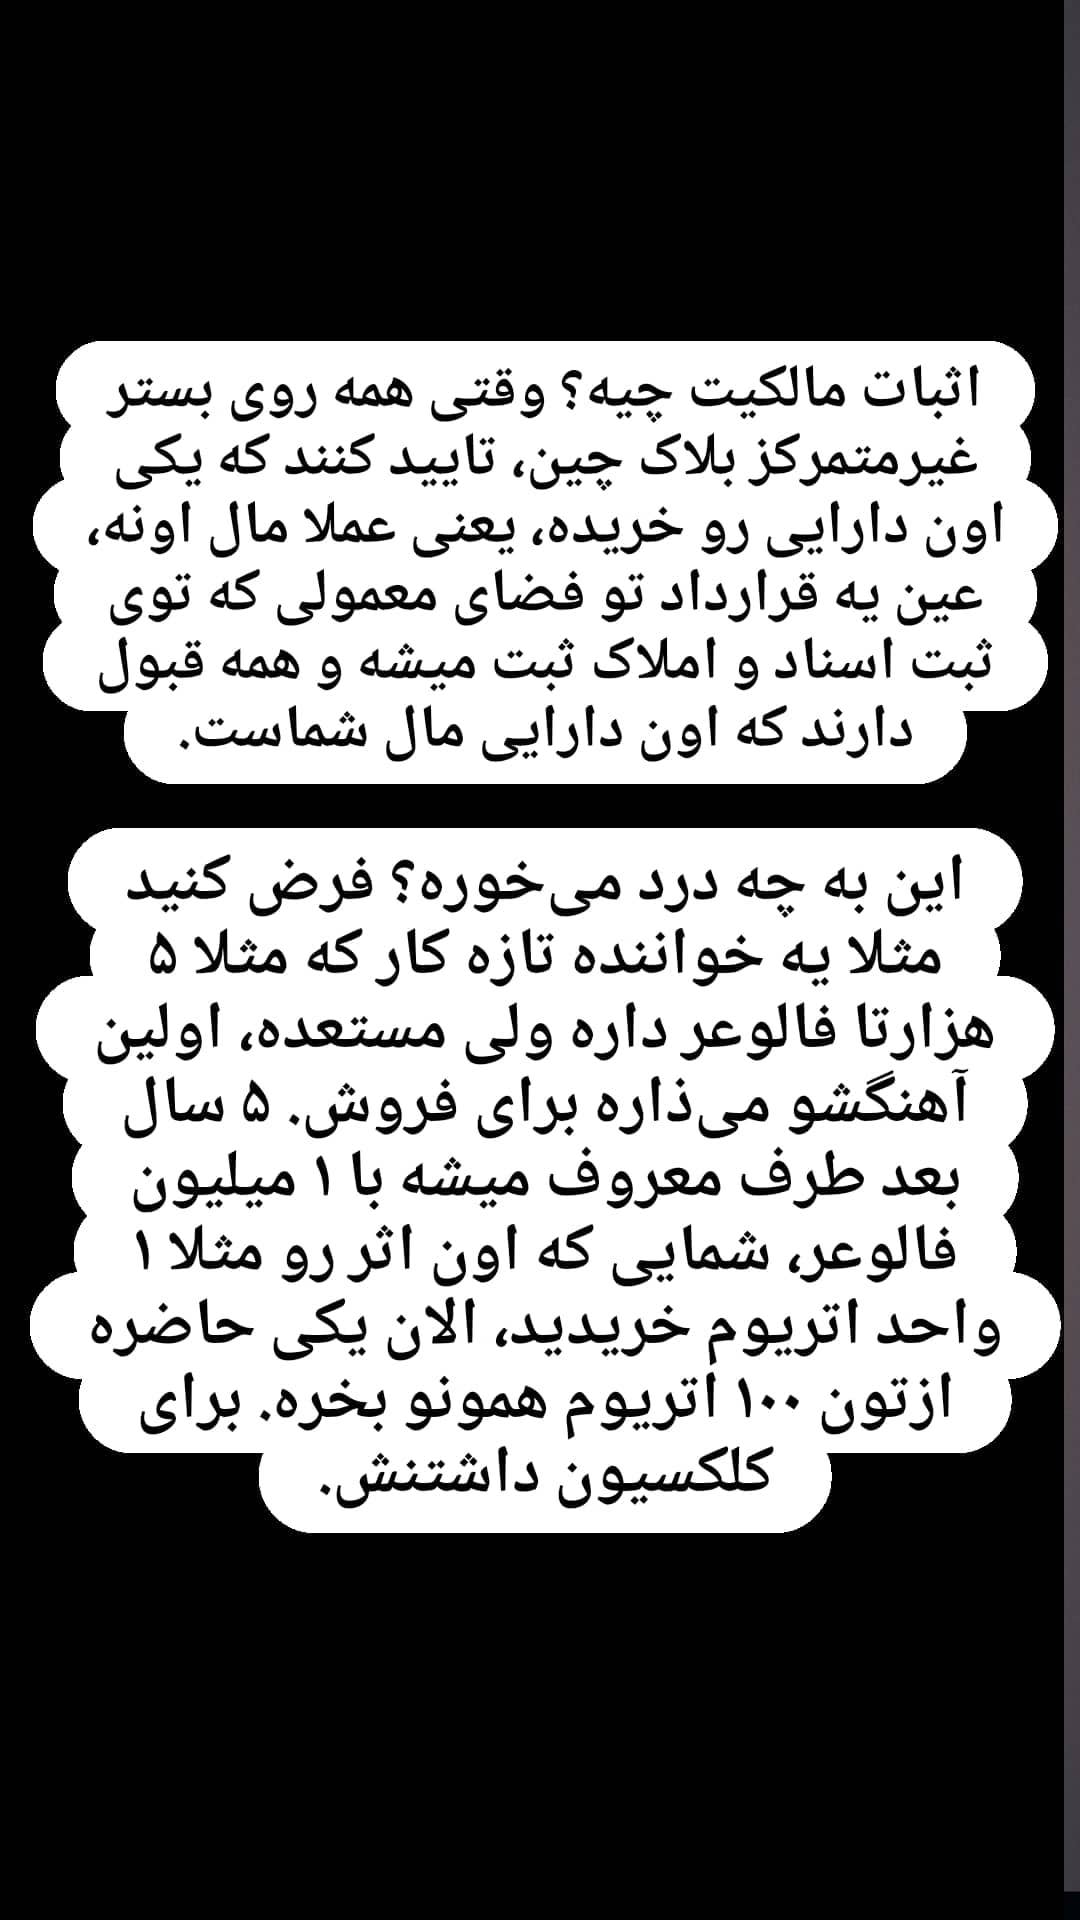 اثبات مالکیت چیه؟ وقتی همه روی بستر
غیرمتمرکز بلاک چین، تایید کنند که یکی
اون دارایی رو خریده، یعنی عملا مال اونه،
عین یه قرارداد تو فضای معمولی که توی
ثبت اسناد و املاک ثبت میشه و همه قبول
دارند که اون دارایی مال شماست.
این به چه درد می‌خوره؟ فرض کنید
مثلا یه خواننده تازه کار که مثلا ۵
هزارتا فالوعر داره ولی مستعده، اولین
آهنگشو می‌ذاره برای فروش. ۵ سال
بعد طرف معروف میشه با ۱ میلیون
فالوعر، شمایی که اون اثر رو مثلا ۱
واحد اتریوم خریدید، الان یکی حاضره
ازتون ۱۰۰ اتریوم همونو بخره. برای
کلکسیون داشتنش.